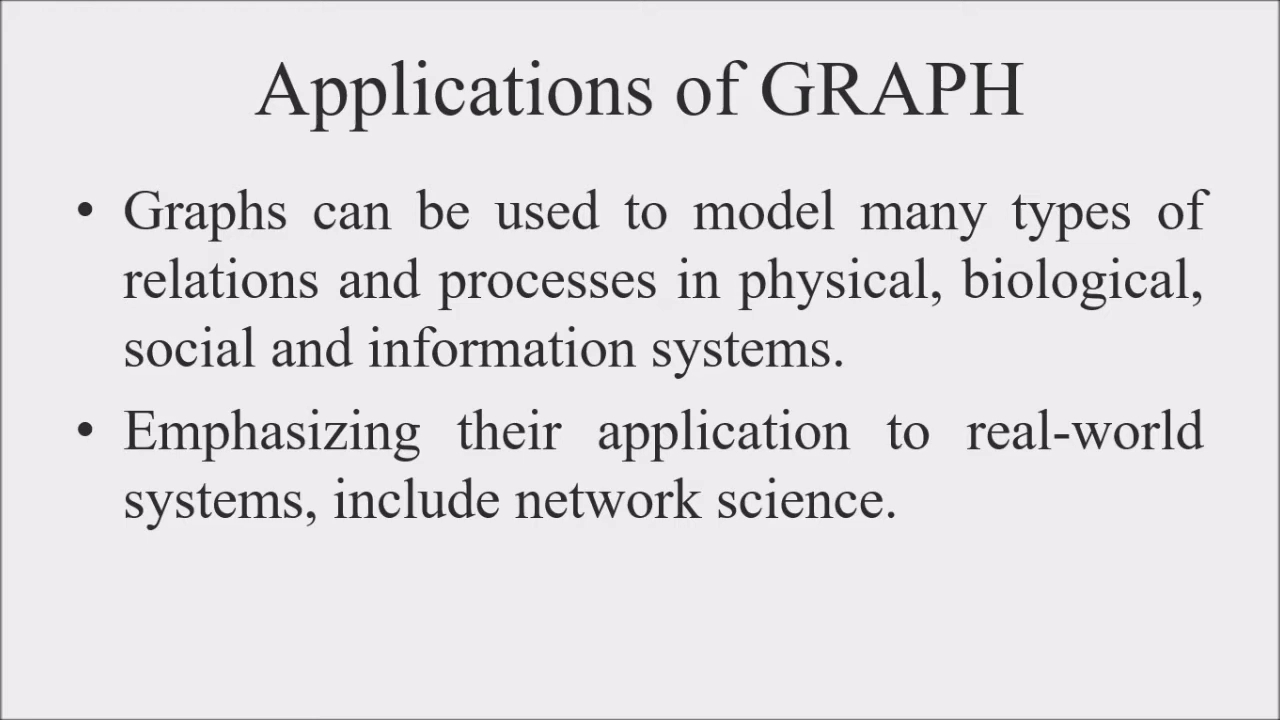 Applications of GRAPH
• Graphs can be used to model many types of
relations and processes in physical, biological,
social and information systems.
• Emphasizing their application to real-world
systems, include network science.